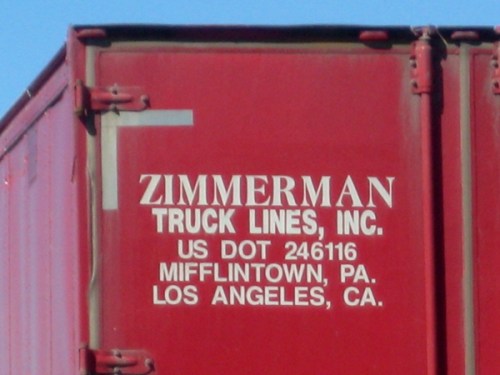 ZIMMERMAN
TRUCK LINES, INC.
US DOT 246116
MIFFLINTOWN, PA.
LOS ANGELES, CA.